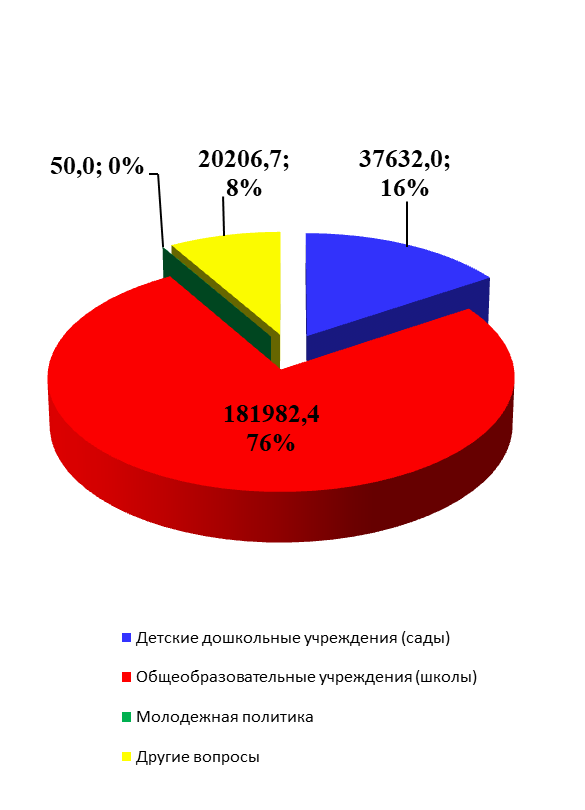 50,0; 0%
20206,7;
8%
37632,0;
16%
181982,4
76%
Детские дошкольные учреждения (сады)
Общеобразовательные учреждения (школы)
Молодежная политика
Другие вопросы